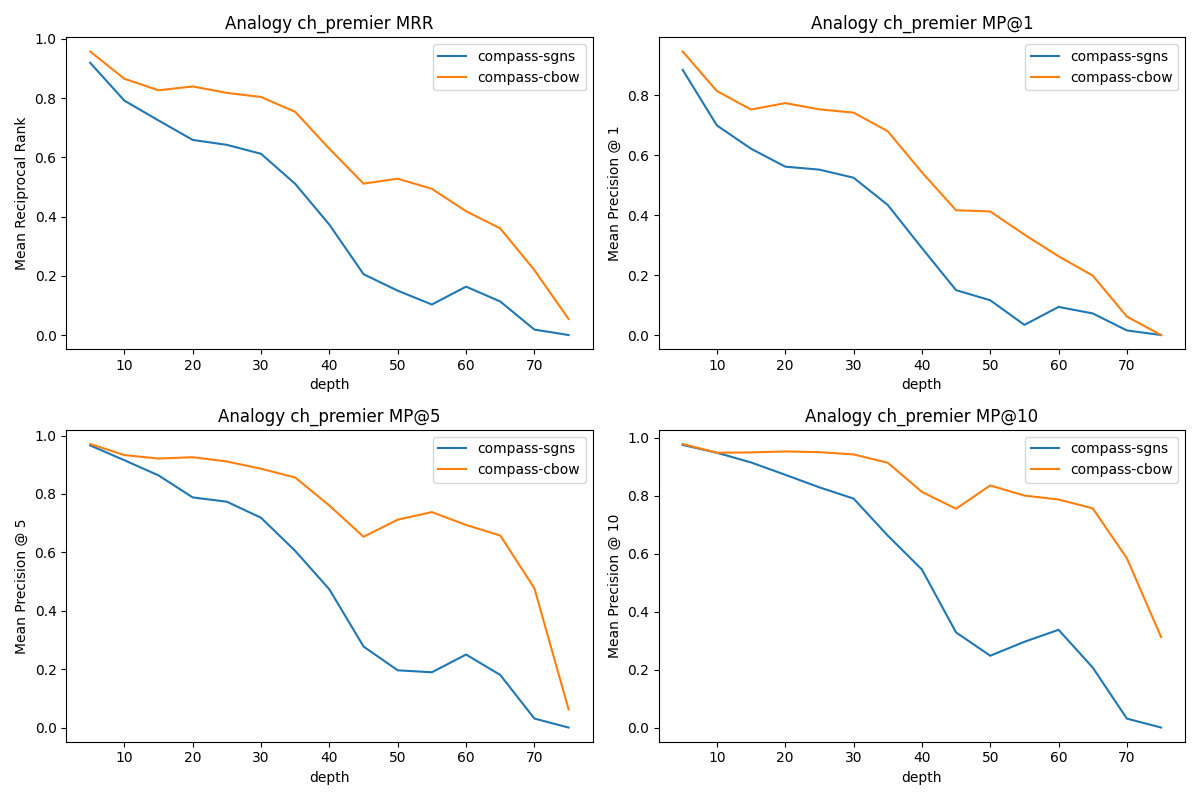 Analogy ch_premier MRR
Mean Reciprocal Rank
1.0
0.8
0.6
0.4
0.2
0.0
compass-sgns
compass-cbow
10 20 30 40 50 60 70
depth
Analogy ch_premier MP@1
Mean Precision @ 1
0.8
0.6
0.4
0.2
0.0
compass-sgns
compass-cbow
10 20 30 40 50 60 70
depth
Analogy ch_premier MP@5
Mean Precision @ 5
1.0
0.8
0.6
0.4
0.2
0.0
compass-sgns
compass-cbow
10 20 30 40 50 60 70
depth
Analogy ch_premier MP@10
Mean Precision @ 10
1.0
0.8
0.6
0.4
0.2
0.0
compass-sgns
compass-cbow
10 20 30 40 50 60 70
depth